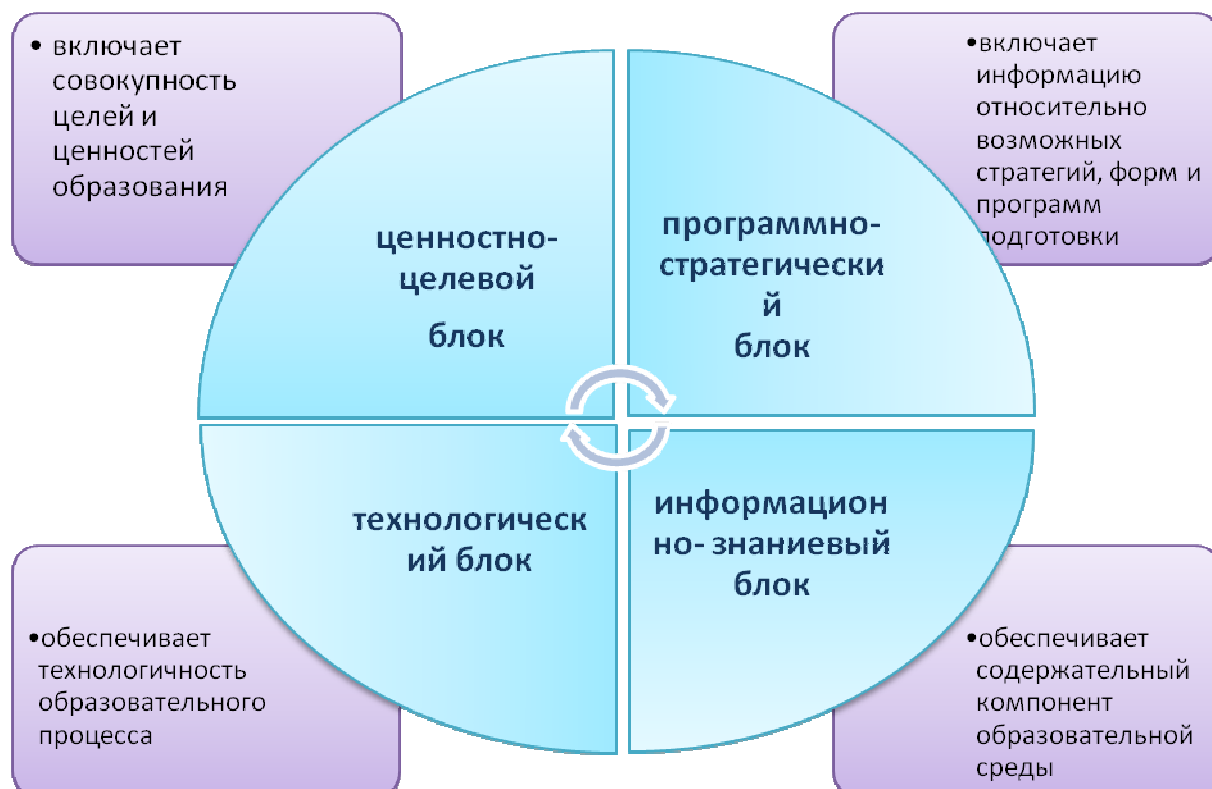 • включает
совокупность
целей и
ценностей
образования
•включает
информацию
относительно
возможных
стратегий, форм и
программ
подготовки
ценностно-
целевой
блок
программно-
стратегически
й
блок
технологическ
ий блок
информацион
но- знаниевый
блок
•обеспечивает
технологичность
образовательного
процесса
•обеспечивает
содержательный
компонент
образовательной
среды